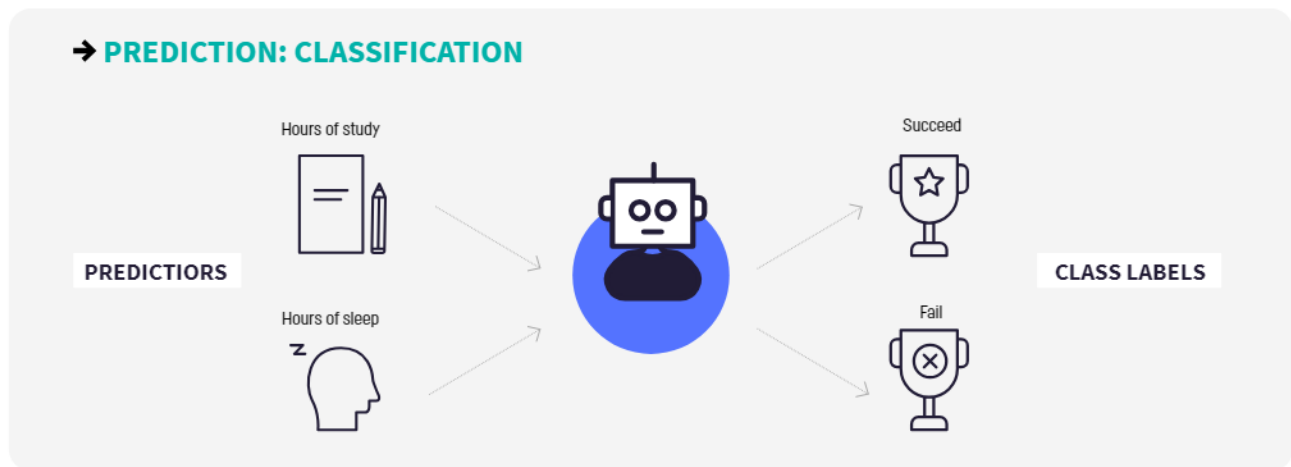 → PREDICTION: CLASSIFICATION
Hours of study
Succeed
PREDICTIORS
CLASS LABELS
Hours of sleep
Fail
z